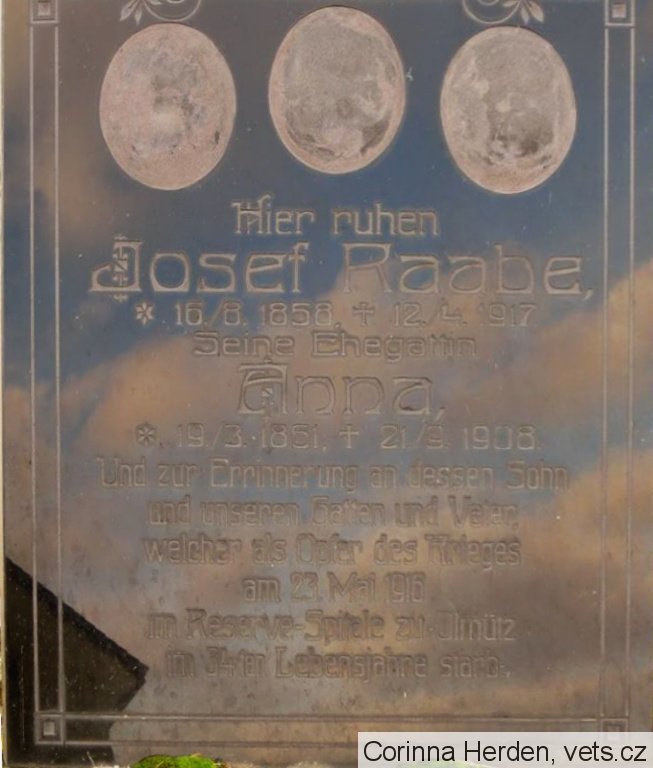 Hier ruhen
Josef Raabe,
* 16./8. 1858, + 12./4. 1917.
Seine Ehegattin
Anna,
*. 19./3. 1851, + 21./9. 1908.
Und zur Errinnerung an dessen Sohn
und unseren Gatten und Vater,
welcher als Opfer des Krieges
am 23. Mai 1916
im Reserve-Spitale zu Olmütz
im 34ten Lebensjahre starb.
Corinna Herden, vets.cz